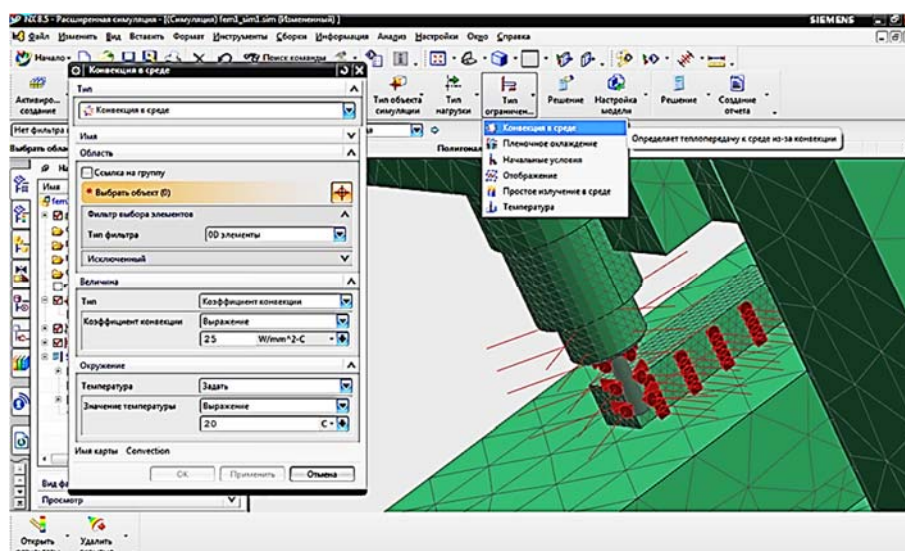 NX 8.5 - Расширенная симуляция - [(Симуляция) fem1_sim1.sim (Измененный) ]
SIEMENS
Файл Изменить Вид Вставить Формат Инструменты Сборки Информация Анализ Настройки Окно Справка
Начало
Поиск команды
Конвекция в среде
Тип
Конвекция в среде
Имя
Область
Ссылка на группу
* Выбрать объект (0)
Фильтр выбора элементов
Тип фильтра
0D элементы
Исключенный
Величина
Тип
Коэффициент конвекции
Коэффициент конвекции
Выражение
25
W/mm^2-C
Окружение
Температура
Задать
Значение температуры
Выражение
20
C
Имя карты Convection
OK
Применить
Отмена
Активиро...
создание
Тип объекта
симуляции
Тип
нагрузки
Тип
ограничен...
Решение
Настройка
модели
Решение
Создание
отчета
Нет фильтра
Полигонал
Имя
Конвекция в среде
Пленочное охлаждение
Начальные условия
Отображение
Простое излучение в среде
Температура
Определяет теплопередачу к среде из-за конвекции
Просмотр
Открыть
Удалить